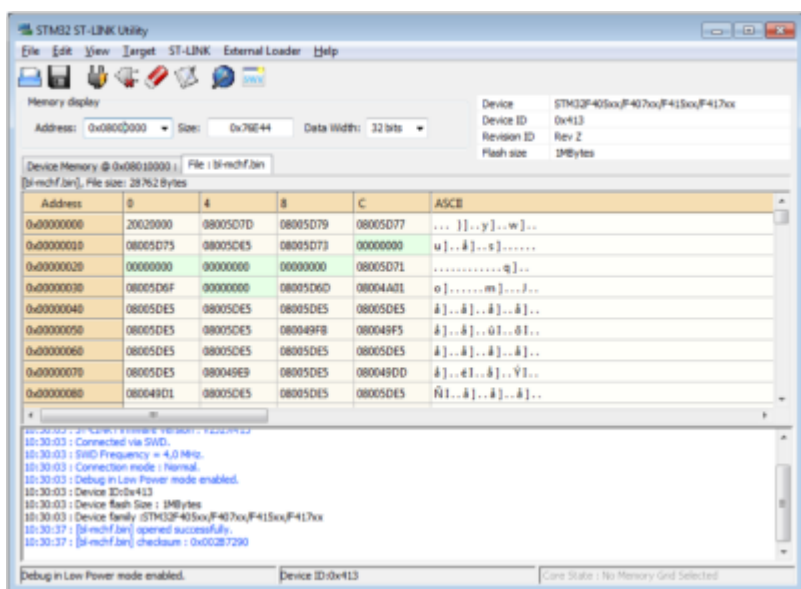 STM32 ST-LINK Utility
File Edit View Target ST-LINK External Loader Help
Memory display
Address: 0x08000000 Size: 0x76E44 Data Width: 32 bits
Device STM32F405xx/F407xx/F415xx/F417xx
Device ID 0x413
Revision ID Rev Z
Flash size 1MBytes
Device Memory @ 0x08010000 : File : bl-mchf.bin
[bl-mchf.bin], File size: 28762 Bytes
Address 0 4 8 C ASCII
0x00000000 20020000 08005D7D 08005D79 08005D77 ... }]..y]..w]..
0x00000010 08005D75 08005DE5 08005D73 00000000 u]..å]..s]......
0x00000020 00000000 00000000 00000000 08005D71 ............q]..
0x00000030 08005D6F 00000000 08005D6D 08004A01 o]......m]...J..
0x00000040 08005DE5 08005DE5 08005DE5 08005DE5 å]..å]..å]..å]..
0x00000050 08005DE5 08005DE5 080049FB 080049F5 å]..å]..ûI..õI..
0x00000060 08005DE5 08005DE5 08005DE5 08005DE5 å]..å]..å]..å]..
0x00000070 08005DE5 080049E9 08005DE5 080049DD å]..éI..å]..ÝI..
0x00000080 080049D1 08005DE5 08005DE5 08005DE5 ÑI..å]..å]..å]..
10:30:03 : Connected via SWD.
10:30:03 : SWD Frequency = 4,0 MHz.
10:30:03 : Connection mode : Normal.
10:30:03 : Debug in Low Power mode enabled.
10:30:03 : Device ID:0x413
10:30:03 : Device flash Size : 1MBytes
10:30:03 : Device family :STM32F405xx/F407xx/F415xx/F417xx
10:30:37 : [bl-mchf.bin] opened successfully.
10:30:37 : [bl-mchf.bin] checksum : 0x002B7290
Debug in Low Power mode enabled. Device ID:0x413 Core State : No Memory Grid Selected